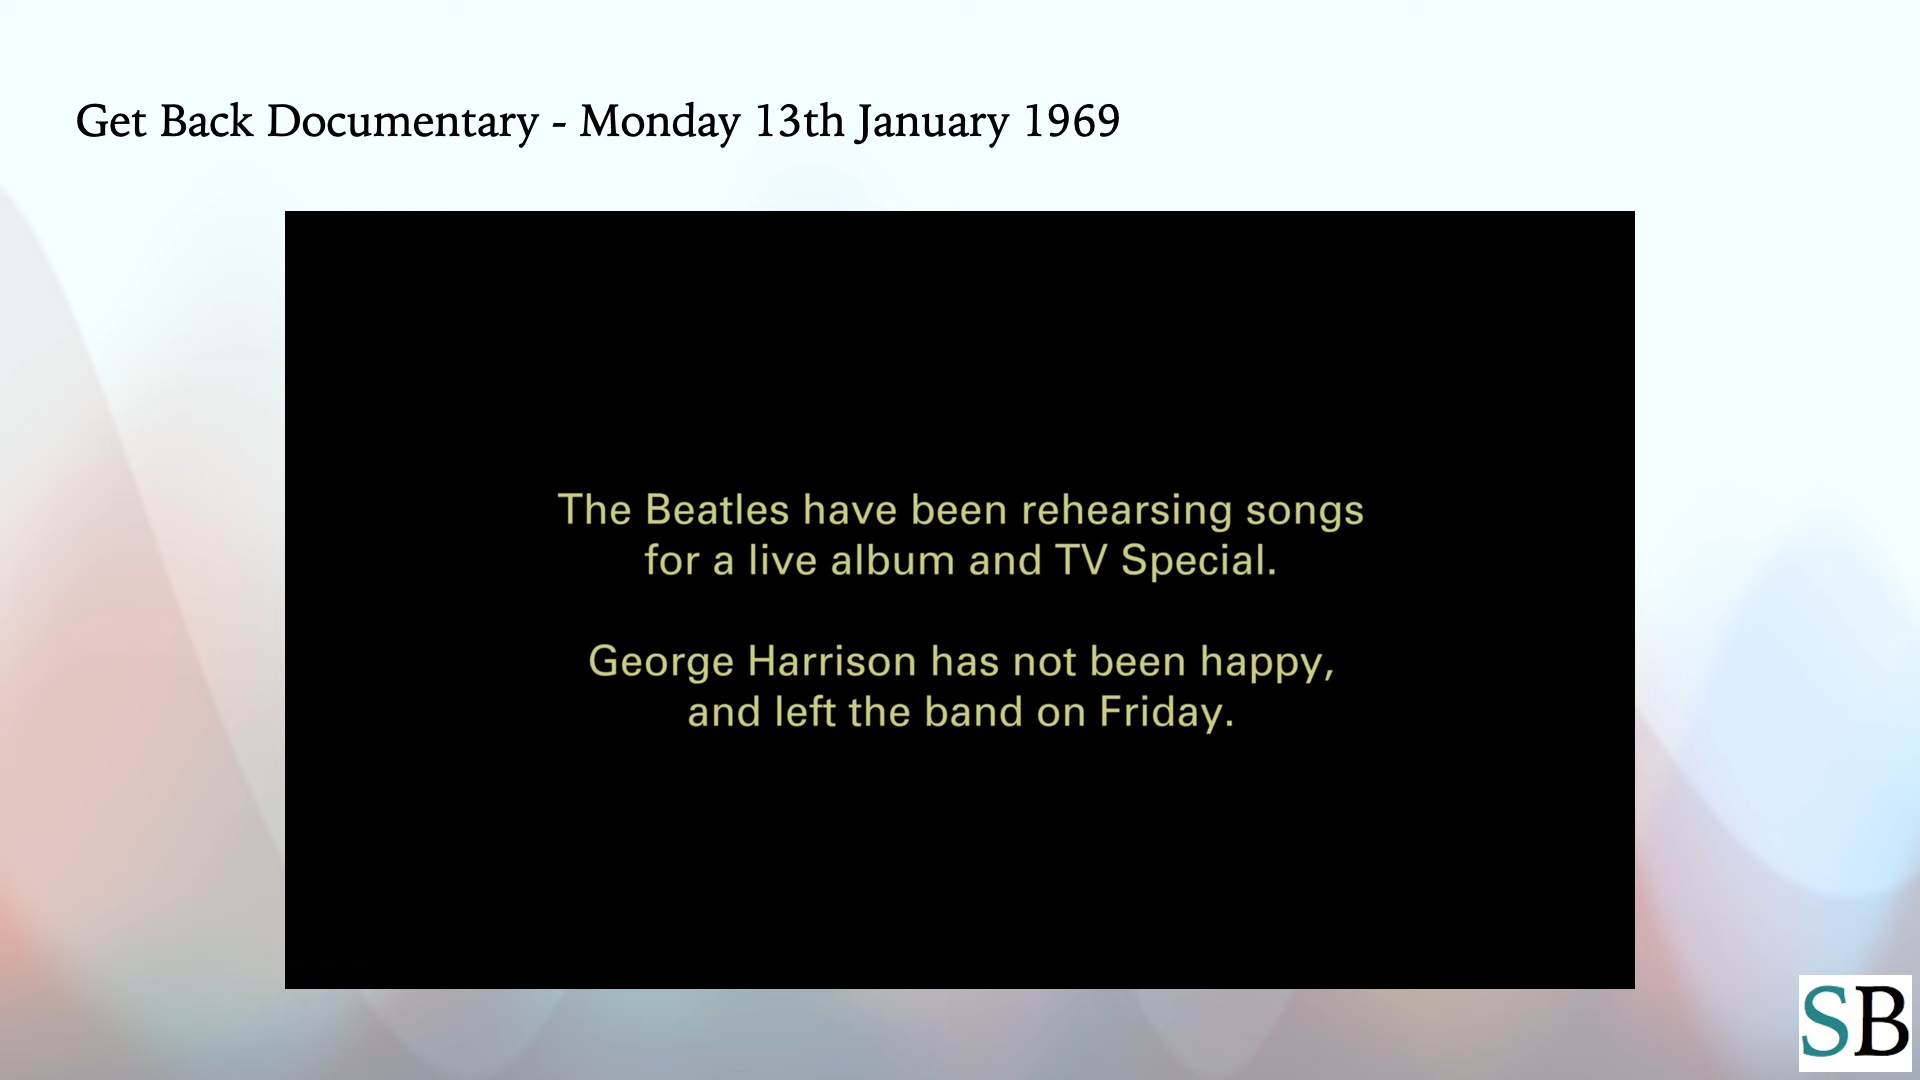 Get Back Documentary - Monday 13th January 1969
The Beatles have been rehearsing songs
for a live album and TV Special.
George Harrison has not been happy,
and left the band on Friday.
SB